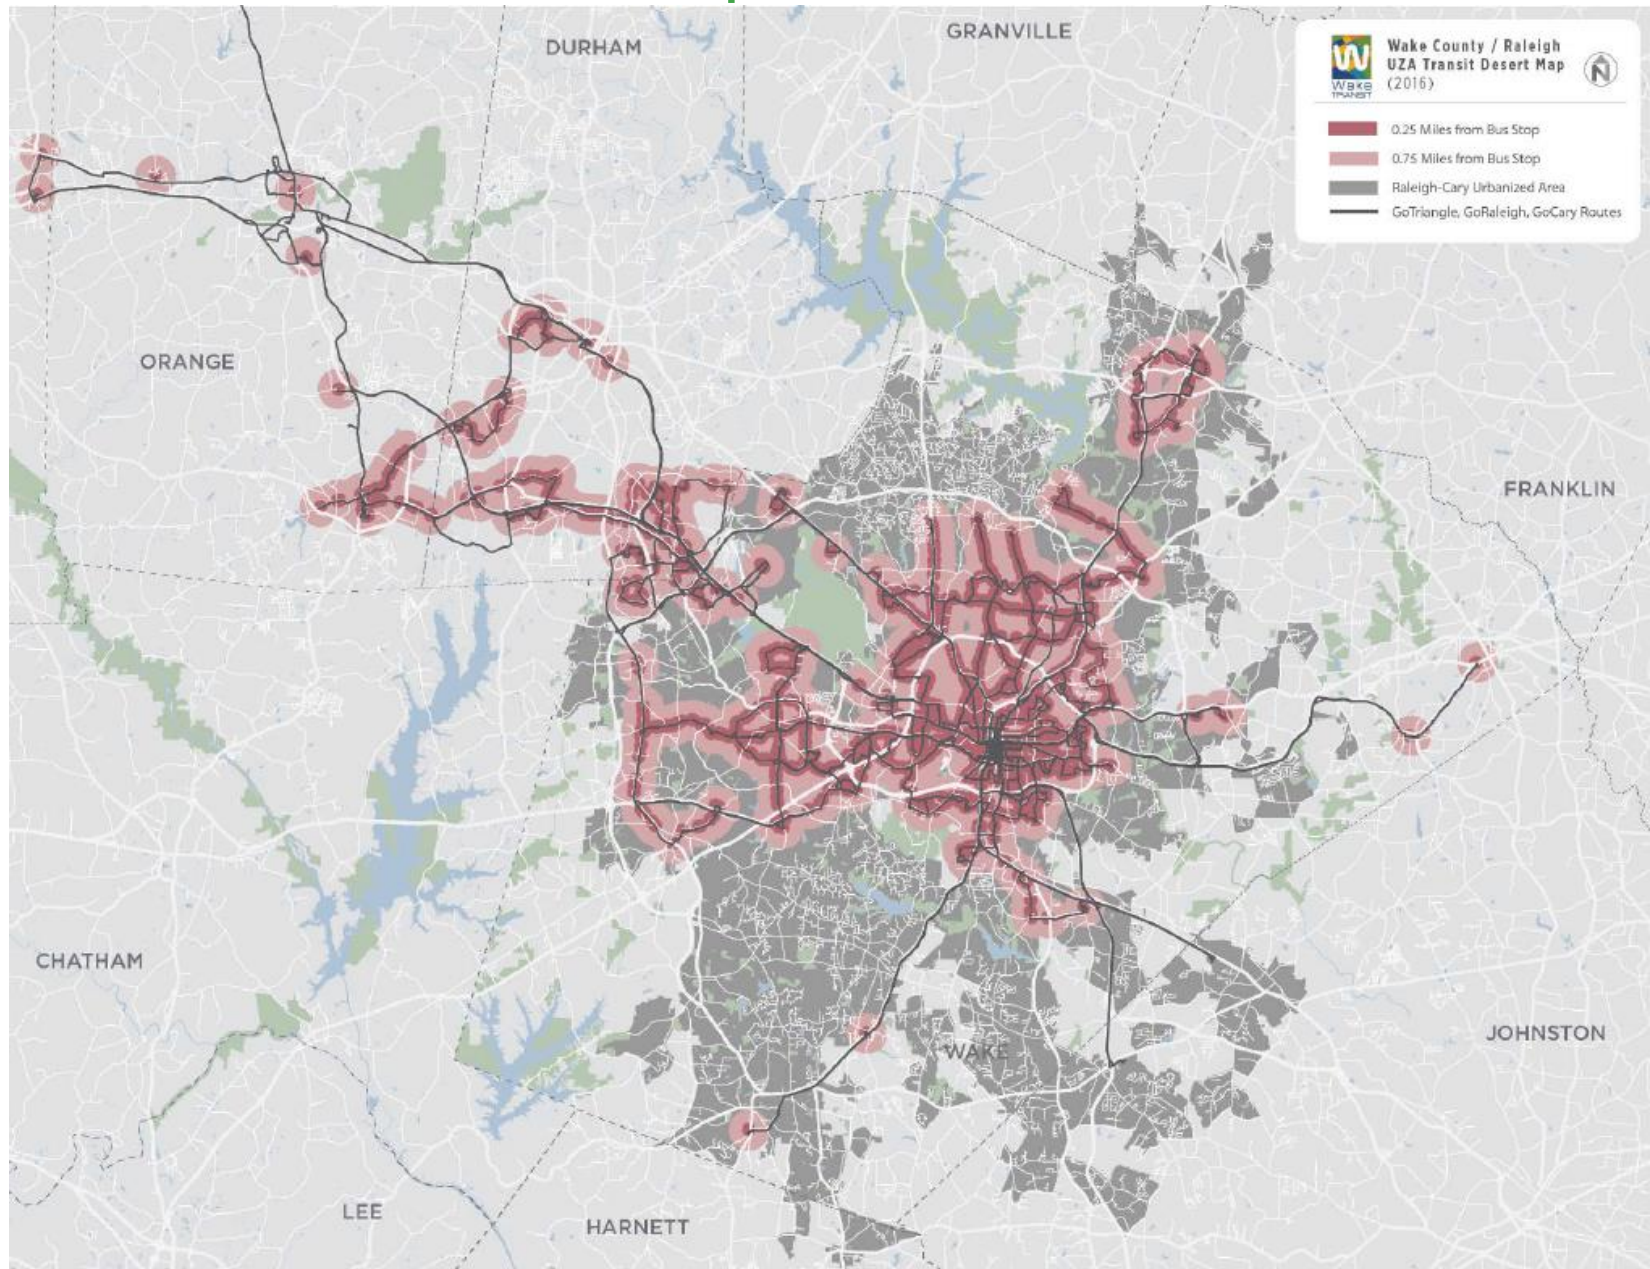 DURHAM
GRANVILLE
W
Wake
TRANSIT
Wake County / Raleigh
UZA Transit Desert Map
(2016)
N
0.25 Miles from Bus Stop
0.75 Miles from Bus Stop
Raleigh-Cary Urbanized Area
GoTriangle, GoRaleigh, GoCary Routes
ORANGE
FRANKLIN
CHATHAM
JOHNSTON
WAKE
LEE
HARNETT